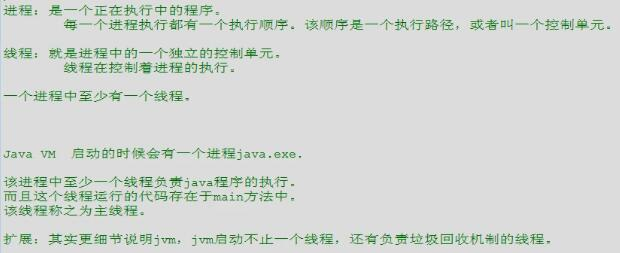 进程：是一个正在执行中的程序。
每一个进程执行都有一个执行顺序。该顺序是一个执行路径，或者叫一个控制单元。
线程：就是进程中的一个独立的控制单元。
线程在控制着进程的执行。
一个进程中至少有一个线程。
Java VM 启动的时候会有一个进程java.exe.
该进程中至少一个线程负责java程序的执行。
而且这个线程运行的代码存在于main方法中。
该线程称之为主线程。
扩展：其实更细节说明jvm，jvm启动不止一个线程，还有负责垃圾回收机制的线程。